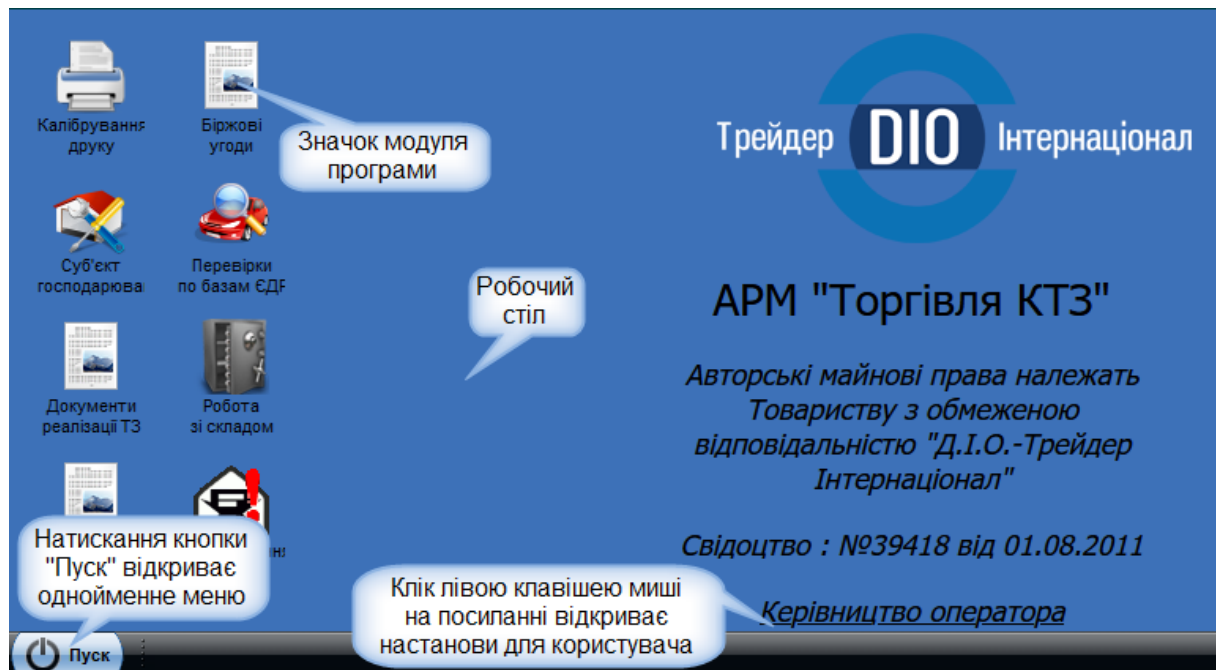 Калібрування
друку
Біржові
угоди
Значок модуля
програми
Трейдер DIO Інтернаціонал
Суб'єкт
господарюва
Перевірки
по базам ЄДР
Робочий
стіл
АРМ "Торгівля КТЗ"
Документи
реалізації ТЗ
Робота
зі складом
Авторські майнові права належать
Товариству з обмеженою
відповідальністю "Д.І.О.-Трейдер
Інтернаціонал"
Натискання кнопки
"Пуск" відкриває
однойменне меню
Свідоцтво : №39418 від 01.08.2011
Клік лівою клавішею миші
на посиланні відкриває
настанови для користувача
Керівництво оператора
Пуск